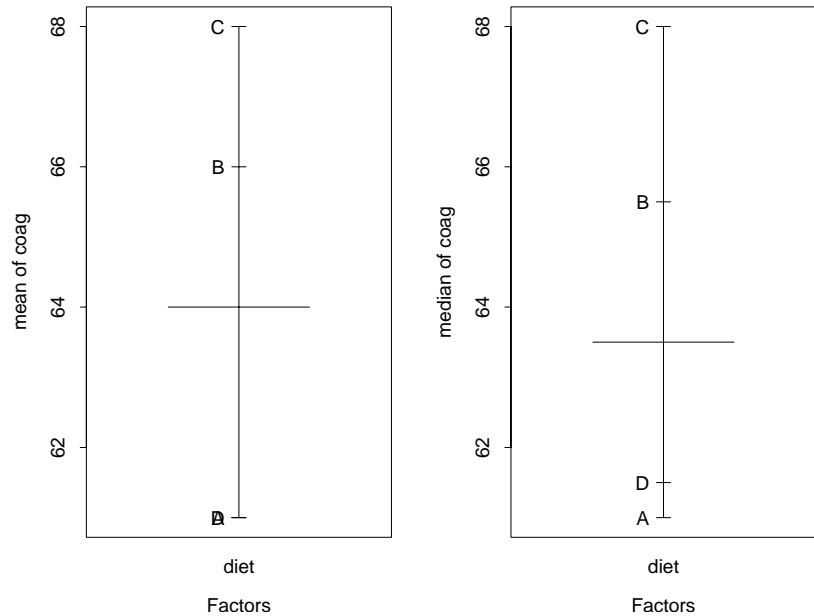 mean of coag
62
64
66
68
C
B
D
A
diet
Factors
median of coag
62
64
66
68
C
B
D
A
diet
Factors